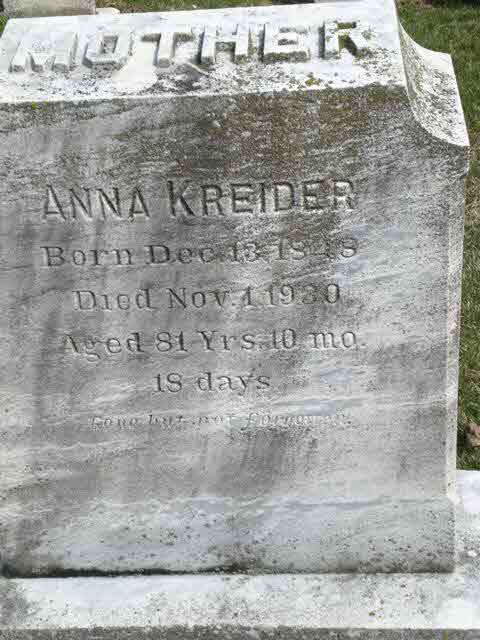 MOTHER
ANNA KREIDER
Born Dec. 13, 1848
Died Nov. 1, 1930
Aged 81 Yrs. 10 mo.
18 days
Gone but not forgotten.